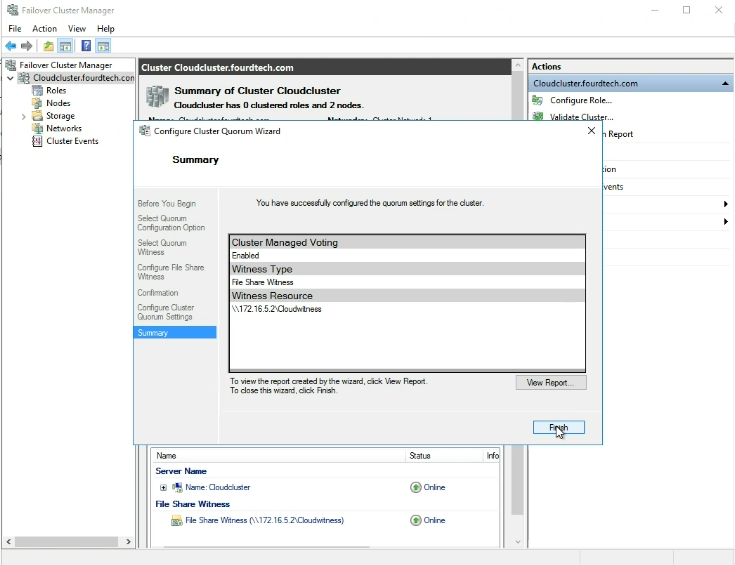 Failover Cluster Manager
File Action View Help
Failover Cluster Manager
Cloudcluster.fourdtech.com
Roles
Nodes
Storage
Networks
Cluster Events
Cluster Cloudcluster.fourdtech.com
Summary of Cluster Cloudcluster
Cloudcluster has 0 clustered roles and 2 nodes.
Actions
Cloudcluster.fourdtech.com
Configure Role...
Validate Cluster...
Report
Configure Cluster Quorum Wizard
Summary
Before You Begin
Select Quorum
Configuration Option
Select Quorum
Witness
Configure File Share
Witness
Confirmation
Configure Cluster
Quorum Settings
Summary
You have successfully configured the quorum settings for the cluster.
Cluster Managed Voting
Enabled
Witness Type
File Share Witness
Witness Resource
\\172.16.5.2\Cloudwitness
To view the report created by the wizard, click View Report.
To close this wizard, click Finish.
View Report...
Finish
Name Status Info
Server Name
Name: Cloudcluster Online
File Share Witness
File Share Witness (\\172.16.5.2\Cloudwitness) Online